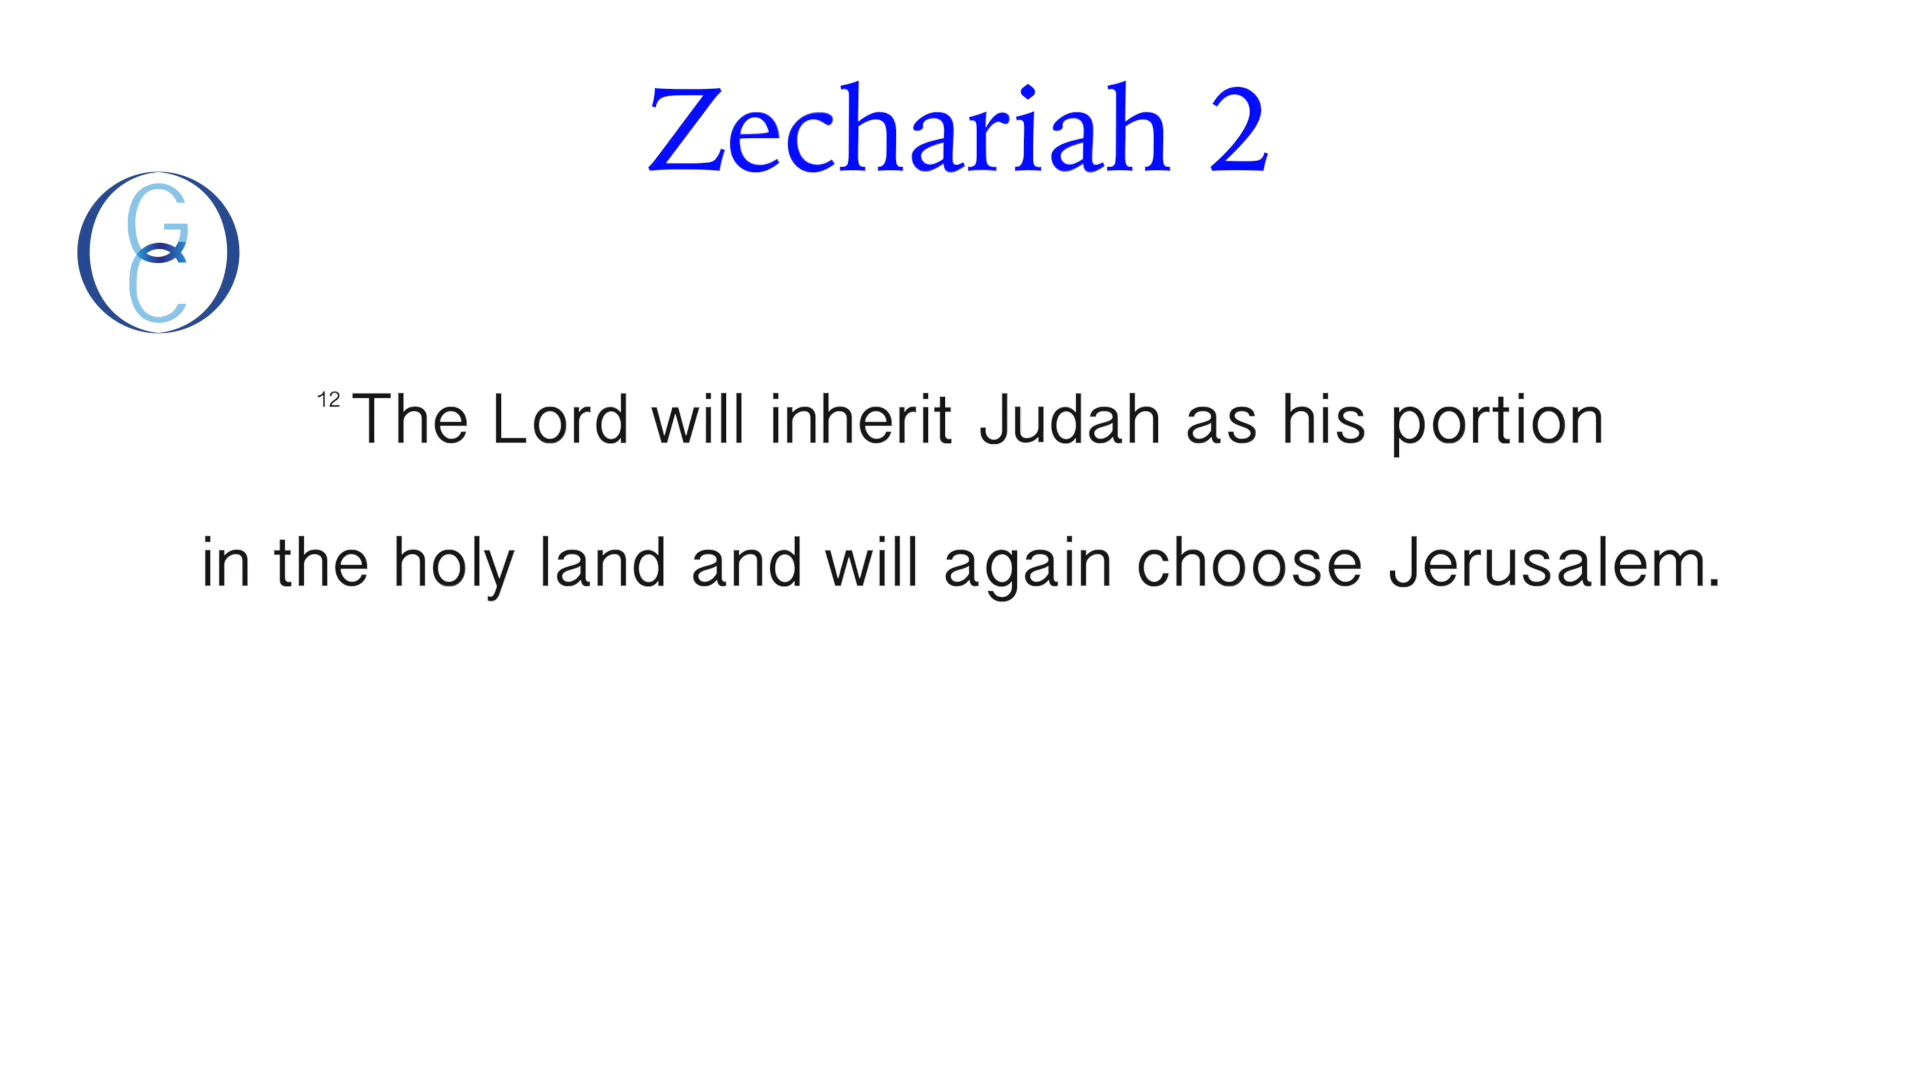 Zechariah 2
G
C
12 The Lord will inherit Judah as his portion
in the holy land and will again choose Jerusalem.